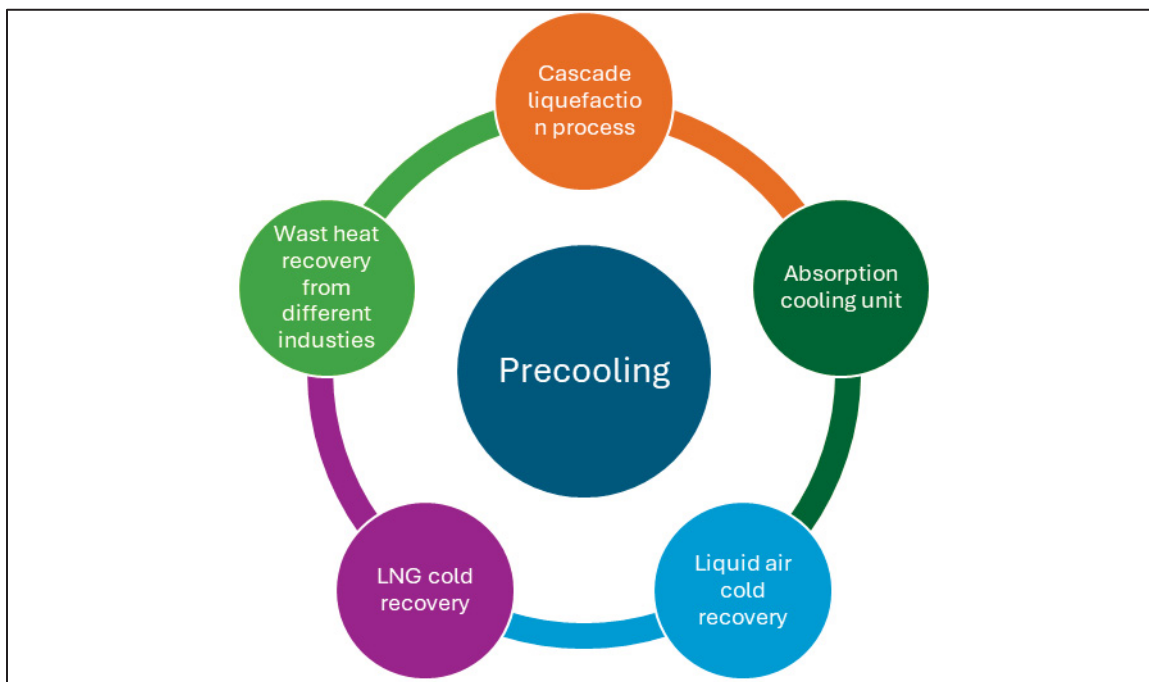 Cascade
liquefactio
n process
Absorption
cooling unit
Liquid air
cold
recovery
LNG cold
recovery
Wast heat
recovery
from
different
industies
Precooling